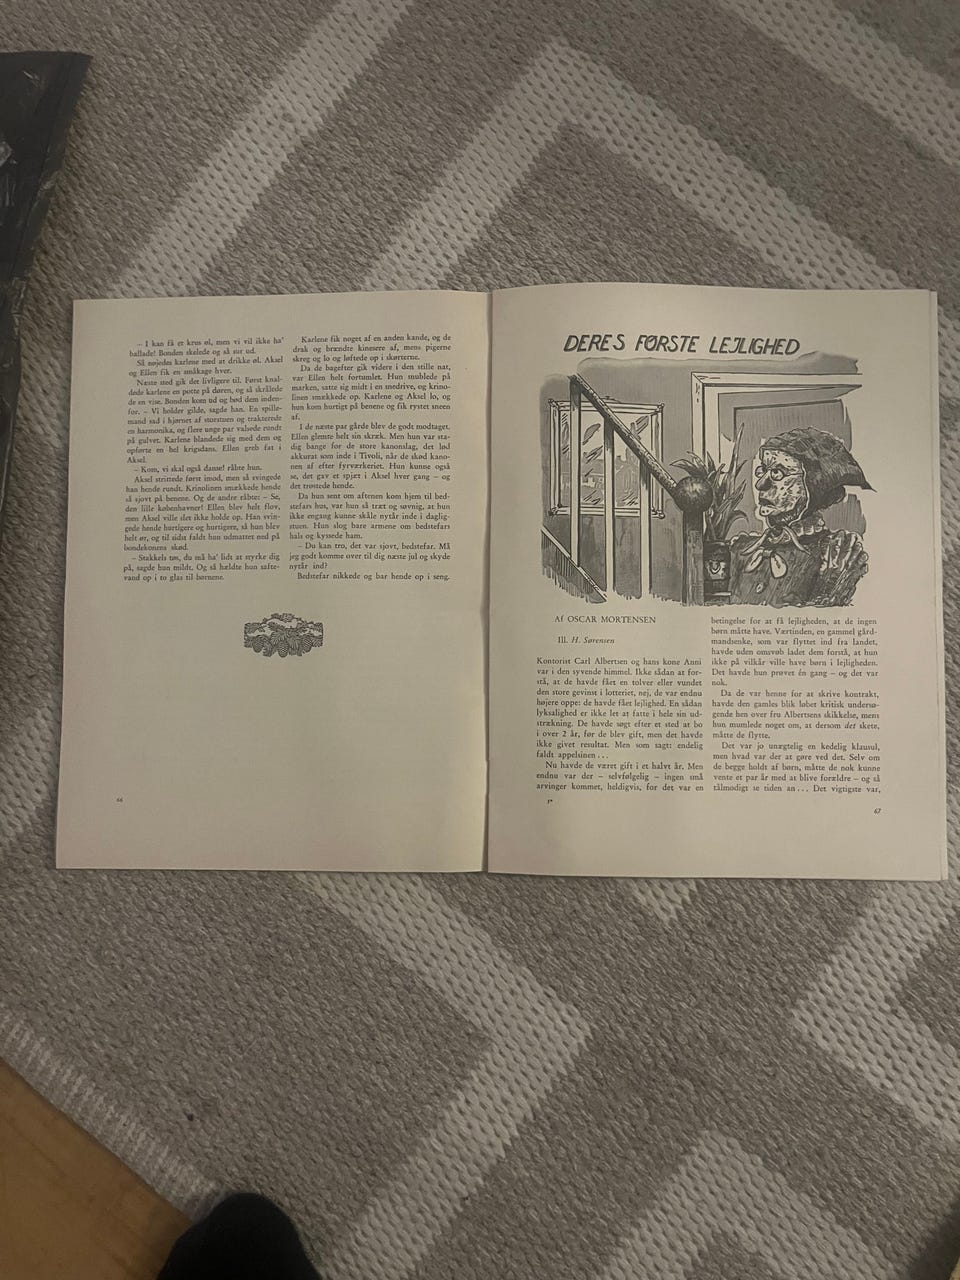 – I kan få et krus øl, men vi vil ikke ha'
ballade! Bonden skelede og så sur ud.
Så nøjedes karlene med at drikke øl. Aksel
og Ellen fik en småkage hver.
Næste sted gik det livligere til. Først knal-
dede karlene en potte på døren, og så skrålede
de en vise. Bonden kom ud og bød dem inden-
for. – Vi holder gilde, sagde han. En spille-
mand sad i hjørnet af storstuen og trakterede
en harmonika, og flere unge par valsede rundt
på gulvet. Karlene blandede sig med dem og
opførte en hel krigsdans. Ellen greb fat i
Aksel.
– Kom, vi skal også danse! råbte hun.
Aksel strittede først imod, men så svingede
han hende rundt. Krinolinen smækkede hende
så sjovt på benene. Og de andre råbte: – Se,
den lille københavner! Ellen blev helt flov,
men Aksel ville slet ikke holde op. Han svin-
gede hende hurtigere og hurtigere, så hun blev
helt ør, og til sidst faldt hun udmattet ned på
bondekonens skød.
– Stakkels tøs, du må ha' lidt at styrke dig
på, sagde hun mildt. Og så hældte hun safte-
vand op i to glas til børnene.
Karlene fik noget af en anden kande, og de
drak og brændte kinesere af, mens pigerne
skreg og lo og løftede op i skørterne.
Da de bagefter gik videre i den stille nat,
var Ellen helt fortumlet. Hun snublede på
marken, satte sig midt i en snedrive, og krino-
linen smækkede op. Karlene og Aksel lo, og
hun kom hurtigt på benene og fik rystet sneen
af.
I de næste par gårde blev de godt modtaget.
Ellen glemte helt sin skræk. Men hun var sta-
dig bange for de store kanonslag, det lød
akkurat som inde i Tivoli, når de skød kano-
nen af efter fyrværkeriet. Hun kunne også
se, det gav et spjæt i Aksel hver gang – og
det trøstede hende.
Da hun sent om aftenen kom hjem til bed-
stefars hus, var hun så træt og søvnig, at hun
ikke engang kunne skåle nytår inde i daglig-
stuen. Hun slog bare armene om bedstefars
hals og kyssede ham.
– Du kan tro, det var sjovt, bedstefar. Må
jeg godt komme over til dig næste jul og skyde
nytår ind?
Bedstefar nikkede og bar hende op i seng.
66
DERES FØRSTE LEJLIGHED
Af OSCAR MORTENSEN
Ill. H. Sørensen
Kontorist Carl Albertsen og hans kone Anni
var i den syvende himmel. Ikke sådan at for-
stå, at de havde fået en tolver eller vundet
den store gevinst i lotteriet, nej, de var endnu
højere oppe: de havde fået lejlighed. En sådan
lyksalighed er ikke let at fatte i hele sin ud-
strækning. De havde søgt efter et sted at bo
i over 2 år, før de blev gift, men det havde
ikke givet resultat. Men som sagt: endelig
faldt appelsinen . . .
Nu havde de været gift i et halvt år. Men
endnu var der – selvfølgelig – ingen små
arvinger kommet, heldigvis, for det var en
betingelse for at få lejligheden, at de ingen
børn måtte have. Værtinden, en gammel gård-
mandsenke, som var flyttet ind fra landet,
havde uden omsvøb ladet dem forstå, at hun
ikke på vilkår ville have børn i lejligheden.
Det havde hun prøvet én gang – og det var
nok.
Da de var henne for at skrive kontrakt,
havde den gamles blik løbet kritisk undersø-
gende hen over fru Albertsens skikkelse, mens
hun mumlede noget om, at dersom det skete,
måtte de flytte.
Det var jo unægtelig en kedelig klausul,
men hvad var der at gøre ved det. Selv om
de begge holdt af børn, måtte de nok kunne
vente et par år med at blive forældre – og så
tålmodigt se tiden an . . . Det vigtigste var,
67